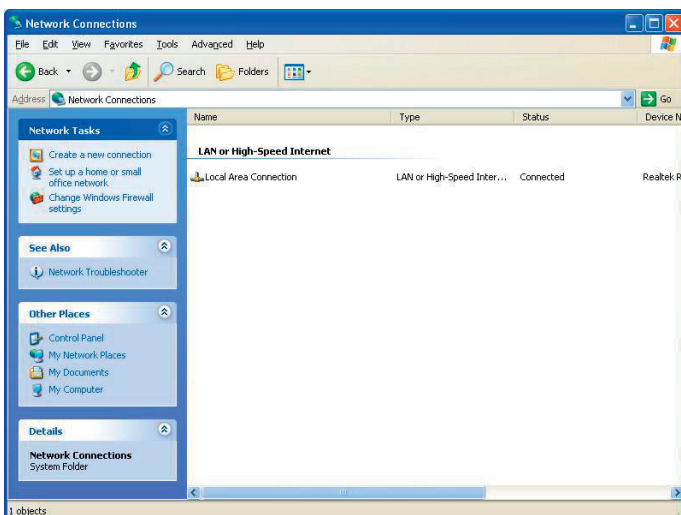 Network Connections
File Edit View Favorites Tools Advanced Help
Back Search Folders
Address Network Connections Go
Name Type Status Device N
Network Tasks
Create a new connection
Set up a home or small
office network
Change Windows Firewall
settings
LAN or High-Speed Internet
Local Area Connection LAN or High-Speed Inter... Connected Realtek R
See Also
Network Troubleshooter
Other Places
Control Panel
My Network Places
My Documents
My Computer
Details
Network Connections
System Folder
1 objects